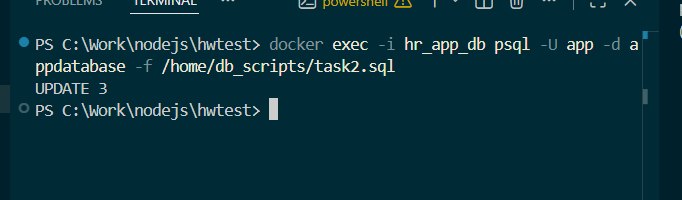 PROBLEMS TERMINAL ··· powershell
PS C:\Work\nodejs\hwtest> docker exec -i hr_app_db psql -U app -d a
ppdatabase -f /home/db_scripts/task2.sql
UPDATE 3
PS C:\Work\nodejs\hwtest>